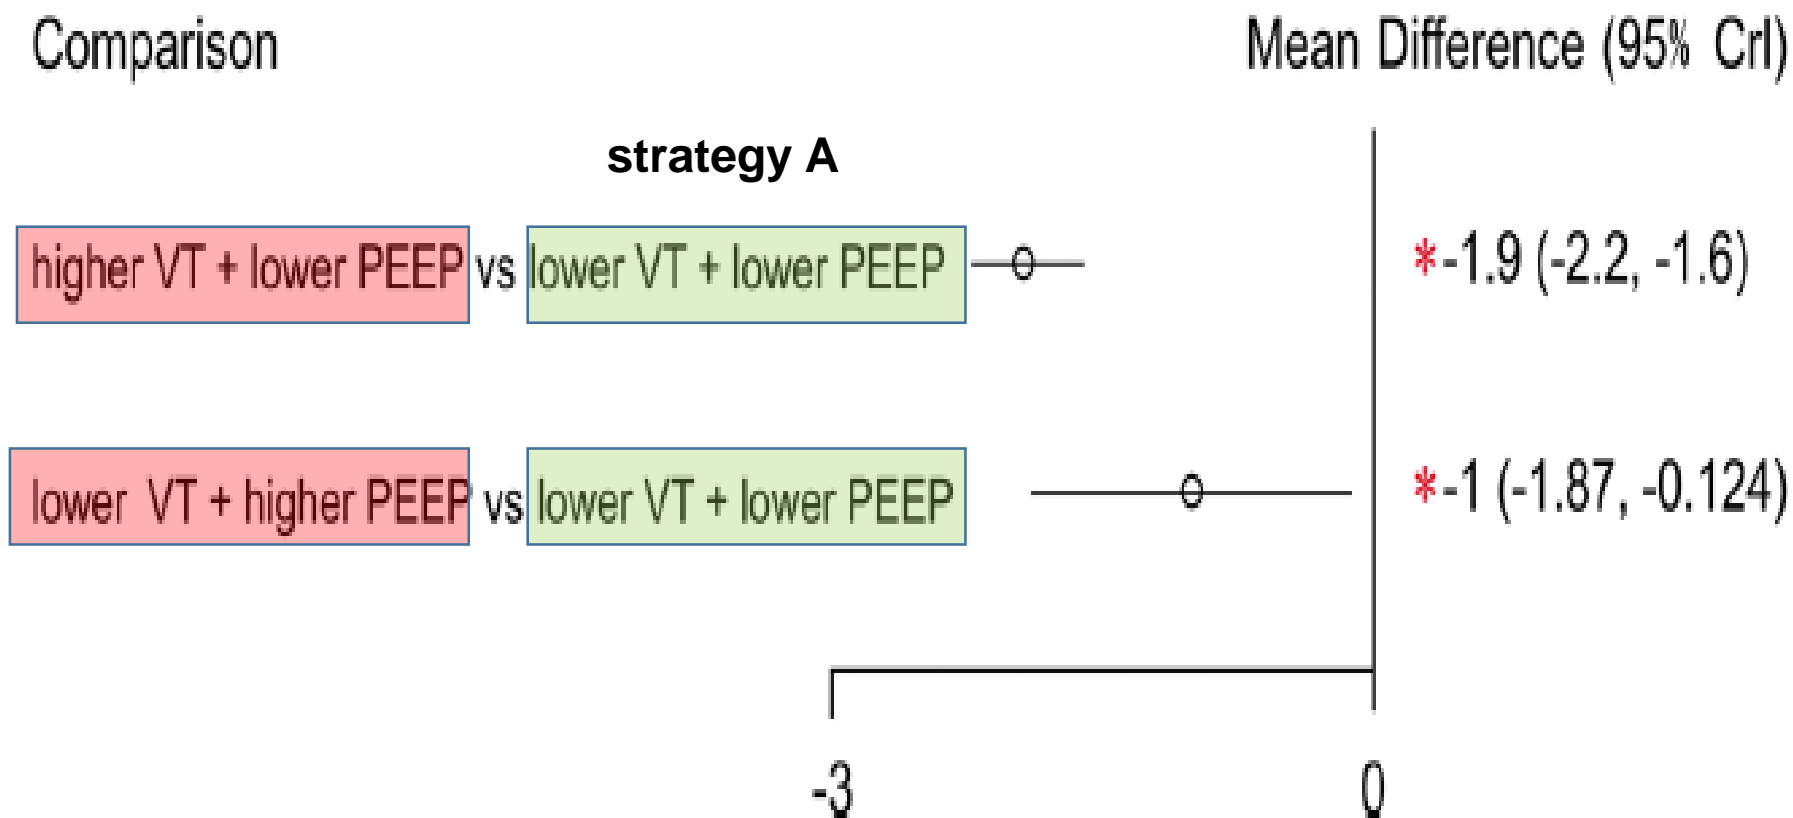 Comparison Mean Difference (95% CrI)
strategy A
higher VT + lower PEEP vs lower VT + lower PEEP *-1.9 (-2.2, -1.6)
lower VT + higher PEEP vs lower VT + lower PEEP *-1 (-1.87, -0.124)
-3 0